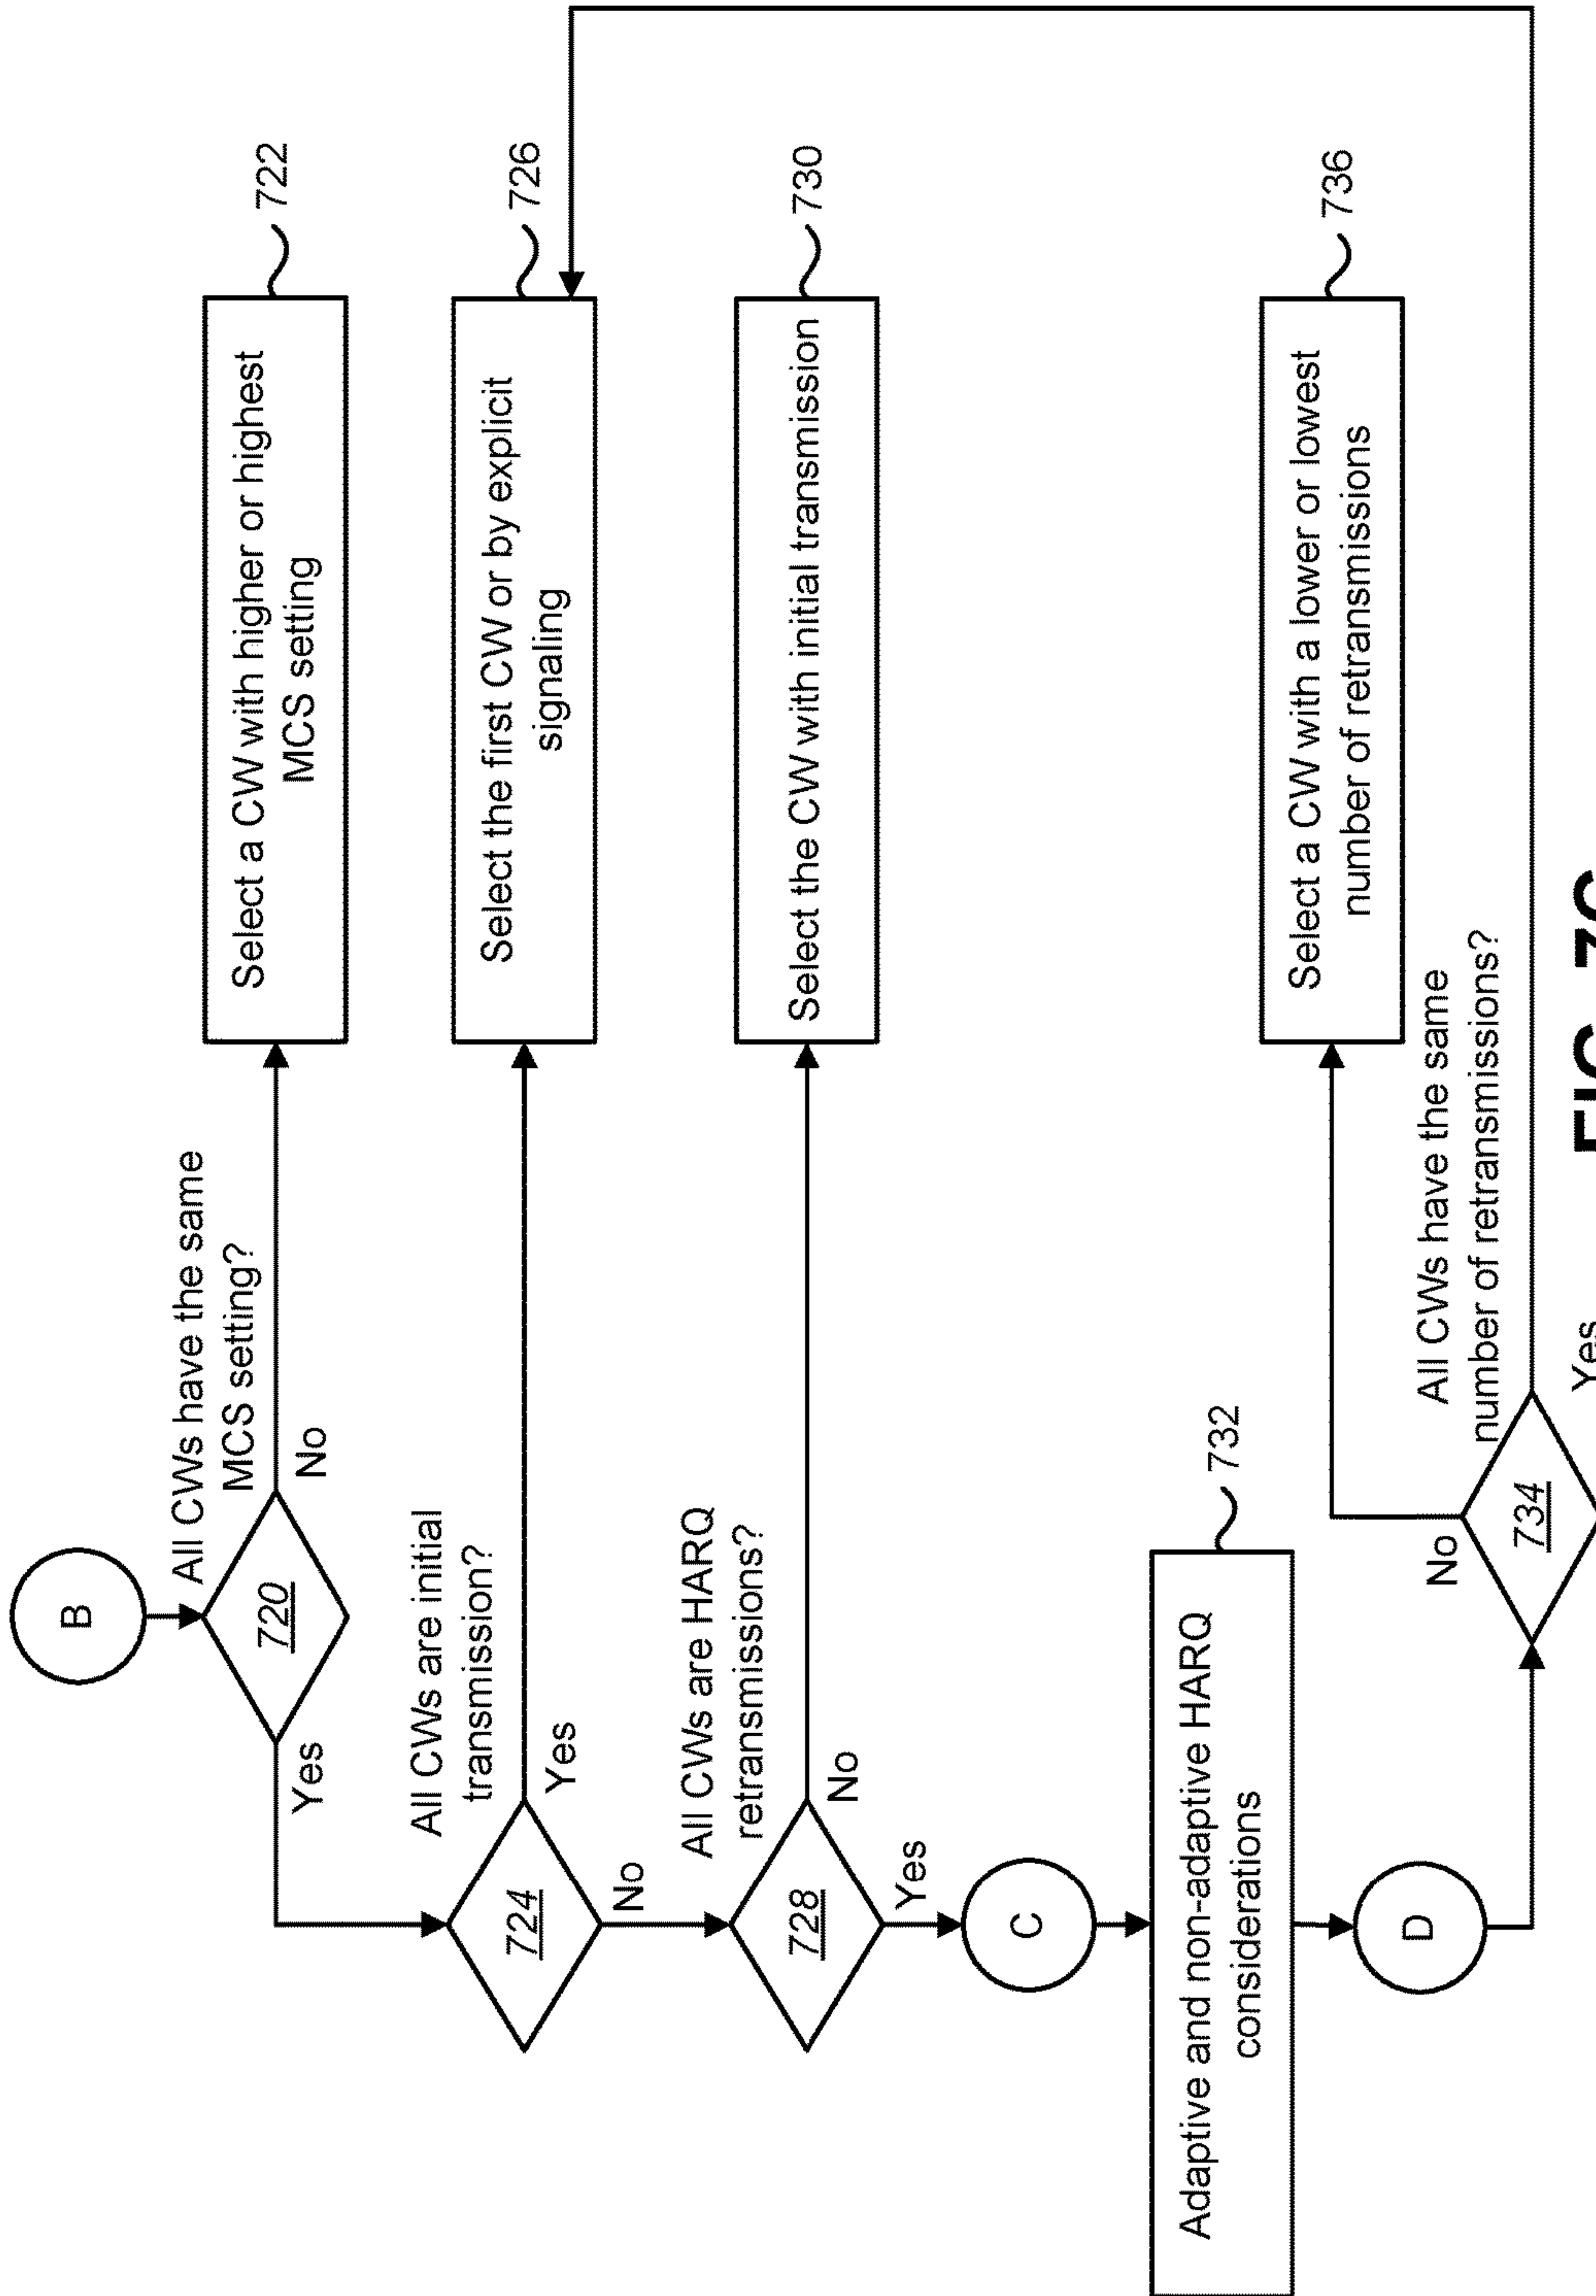 B
All CWs have the same
MCS setting?
720
Yes
No
Select a CW with higher or highest
MCS setting
722
All CWs are initial
transmission?
724
Yes
No
Select the first CW or by explicit
signaling
726
All CWs are HARQ
retransmissions?
728
No
Yes
Select the CW with initial transmission
730
C
Adaptive and non-adaptive HARQ
considerations
732
D
All CWs have the same
number of retransmissions?
734
No
Yes
Select a CW with a lower or lowest
number of retransmissions
736
FIG. 7C